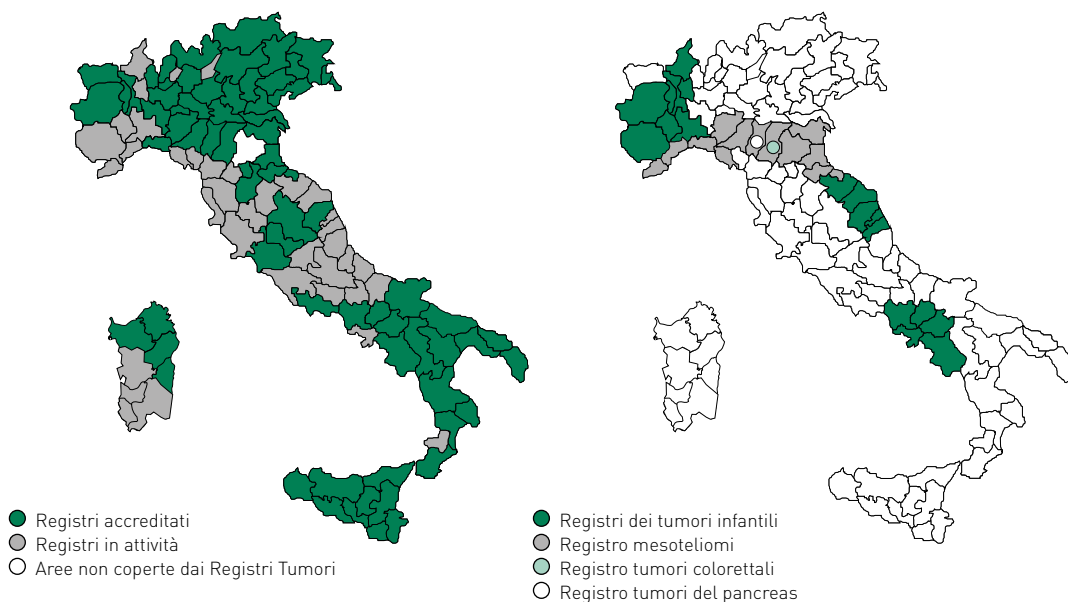 Registri accreditati
Registri in attività
Aree non coperte dai Registri Tumori
Registri dei tumori infantili
Registro mesoteliomi
Registro tumori colorettali
Registro tumori del pancreas